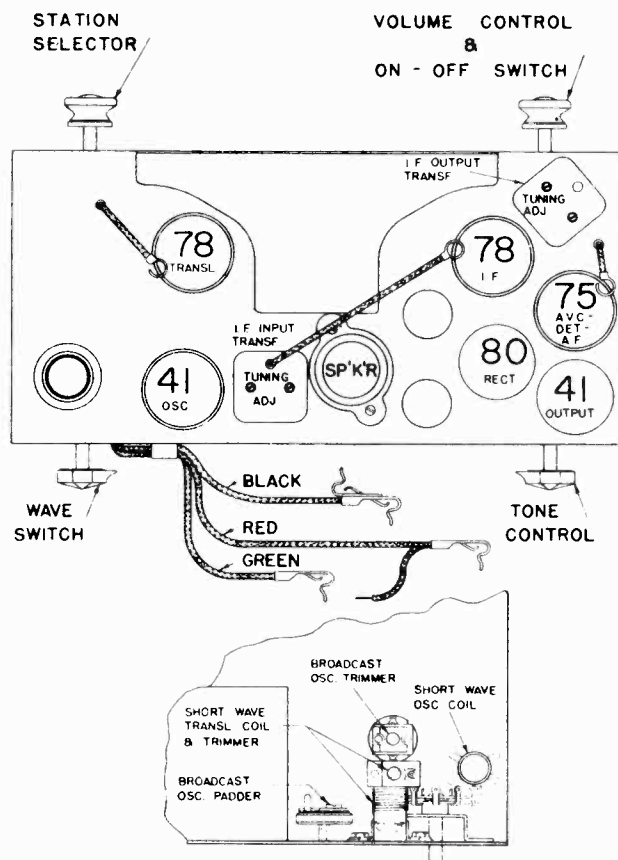 STATION
SELECTOR
VOLUME CONTROL
&
ON - OFF SWITCH
I.F. OUTPUT
TRANSF
TUNING
ADJ
78
TRANSL
78
I.F
75
AVC-
DET-
A F
I.F. INPUT
TRANSF
TUNING
ADJ
SP'K'R
80
RECT
41
OSC
41
OUTPUT
BLACK
WAVE
SWITCH
RED
TONE
CONTROL
GREEN
BROADCAST
OSC. TRIMMER
SHORT WAVE
OSC COIL
SHORT WAVE
TRANSL COIL
& TRIMMER
BROADCAST
OSC. PADDER